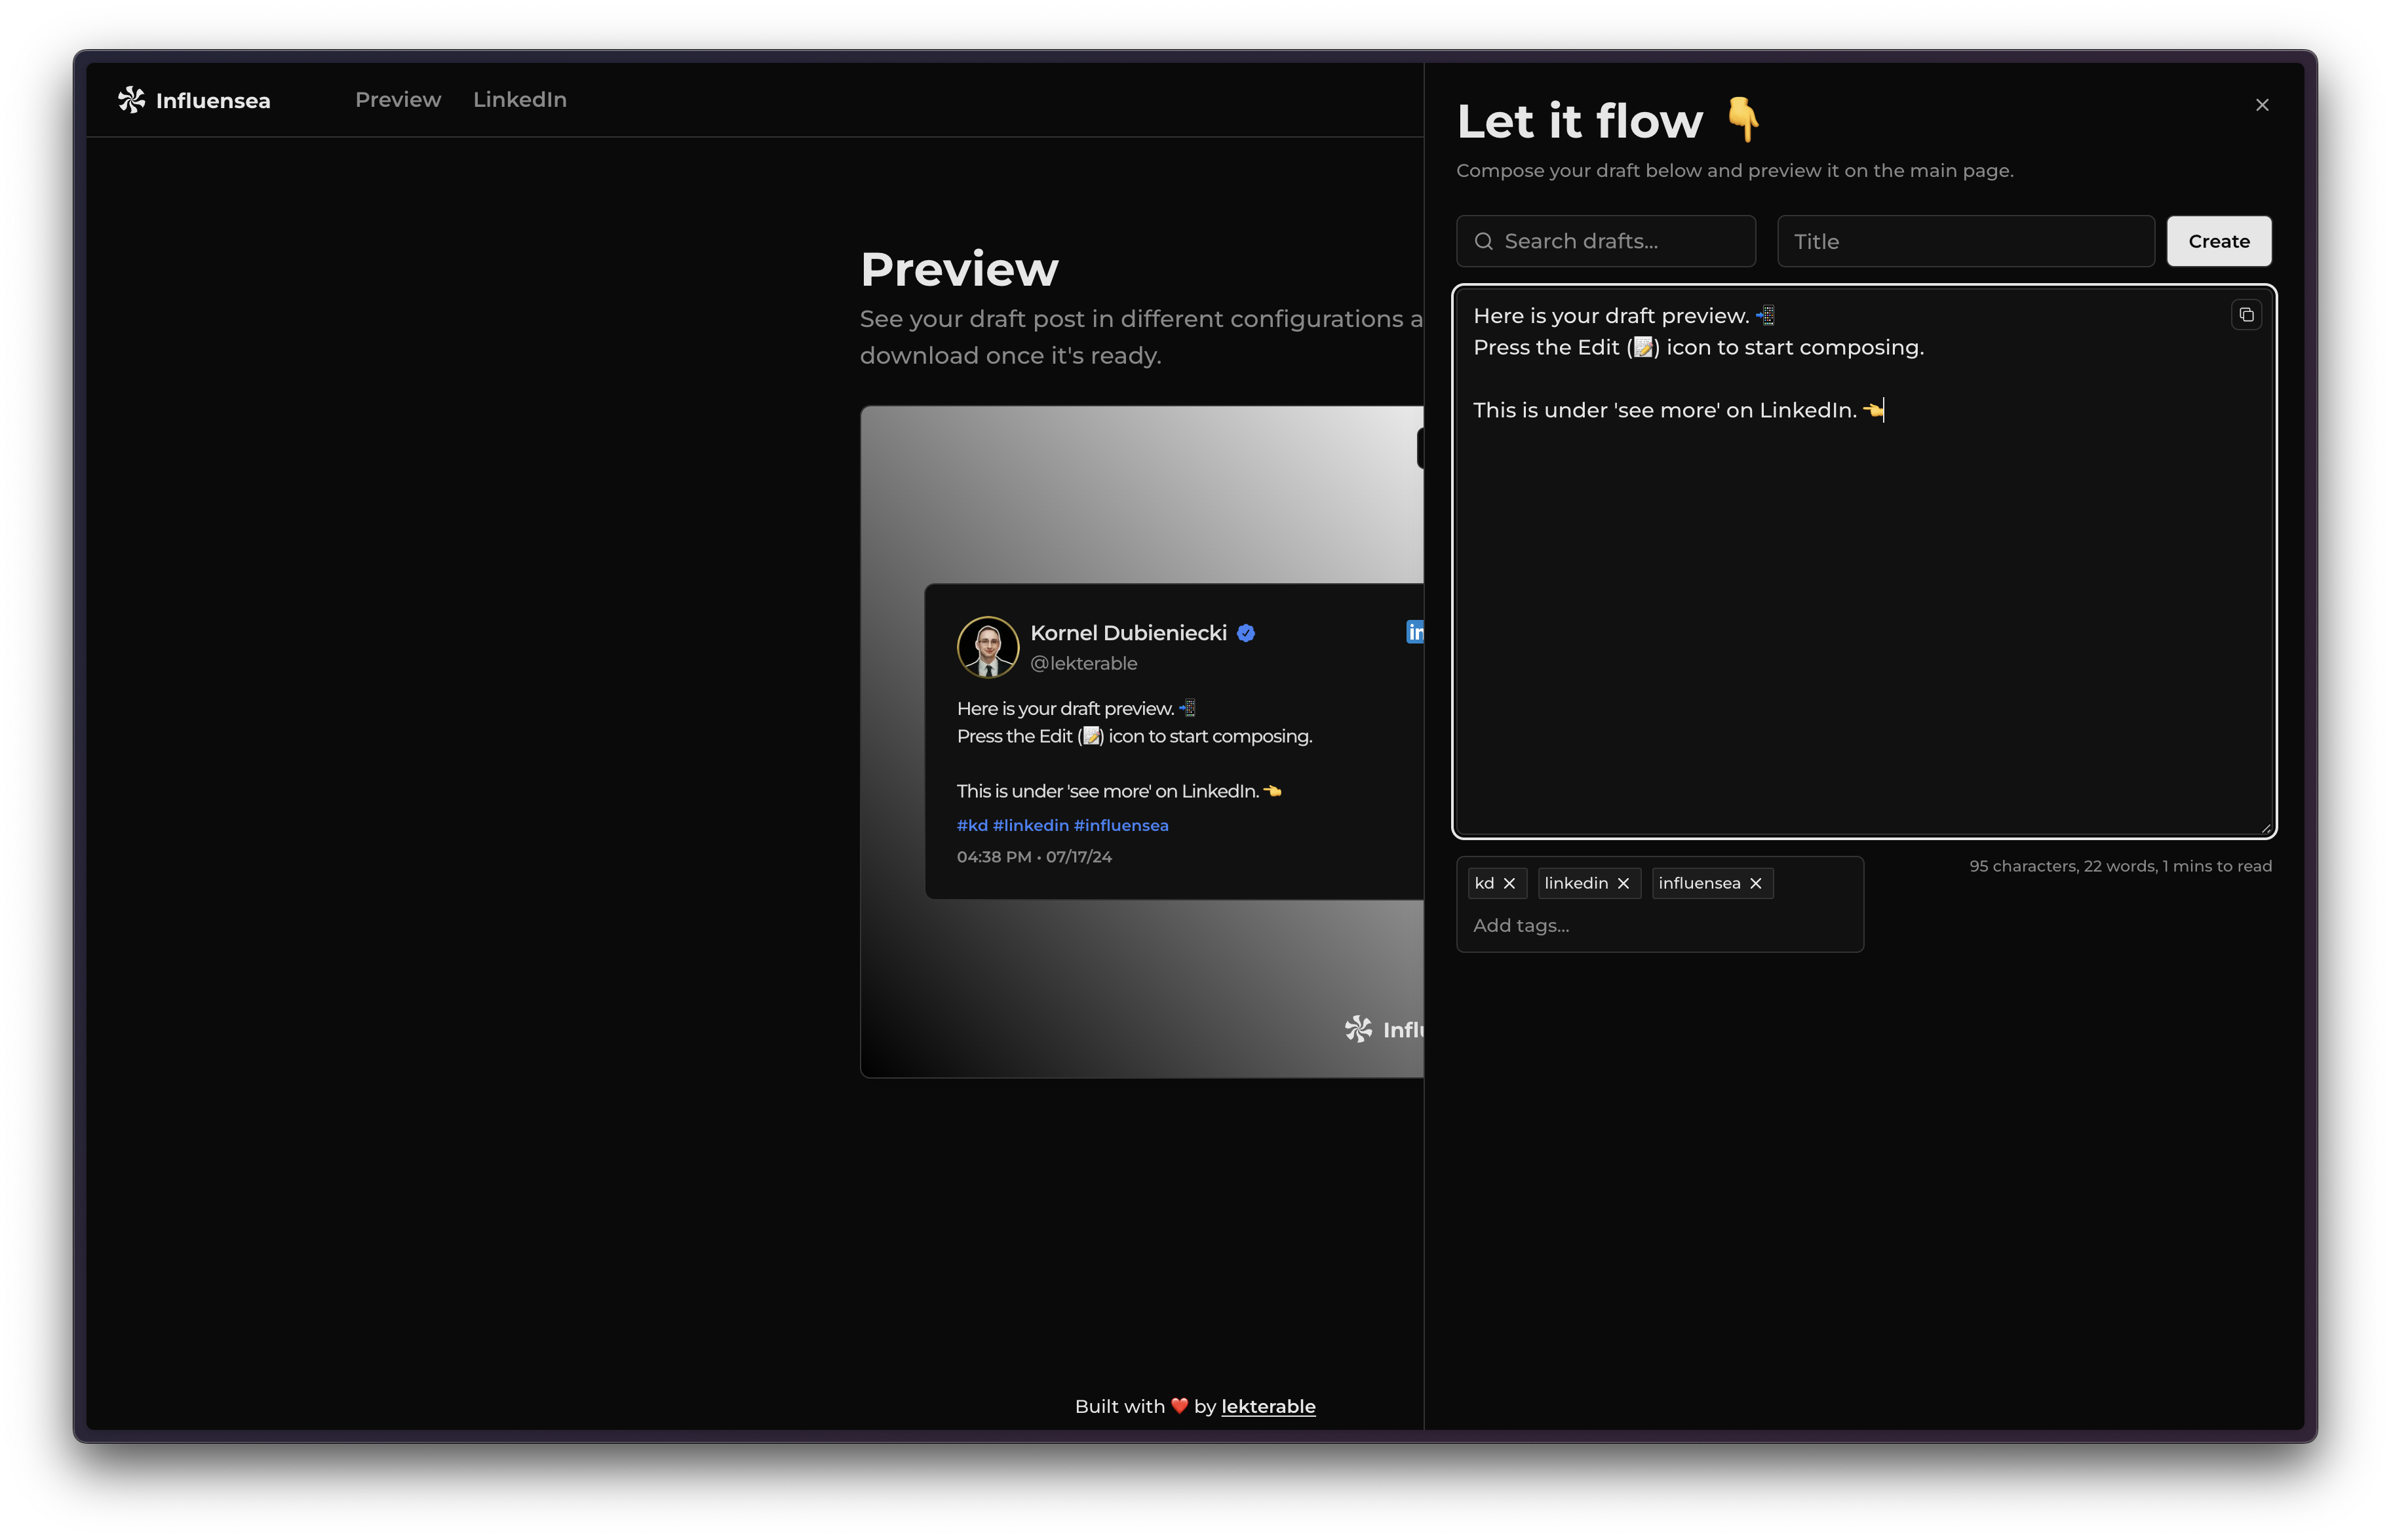 Influensea
Preview
LinkedIn
Preview
See your draft post in different configurations a
download once it's ready.
Kornel Dubieniecki
@lekterable
in
Here is your draft preview. 📲
Press the Edit (📝) icon to start composing.
This is under 'see more' on LinkedIn. 👈
#kd #linkedin #influensea
04:38 PM • 07/17/24
Influ
Built with ❤️ by lekterable
Let it flow 👇
Compose your draft below and preview it on the main page.
Search drafts...
Title
Create
Here is your draft preview. 📲
Press the Edit (📝) icon to start composing.
This is under 'see more' on LinkedIn. 👈
95 characters, 22 words, 1 mins to read
kd
linkedin
influensea
Add tags...